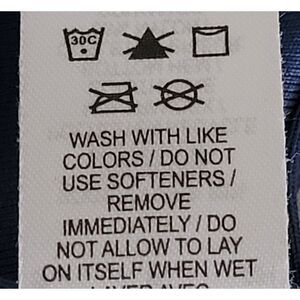 30C
WASH WITH LIKE
COLORS / DO NOT
USE SOFTENERS /
REMOVE
IMMEDIATELY / DO
NOT ALLOW TO LAY
ON ITSELF WHEN WET